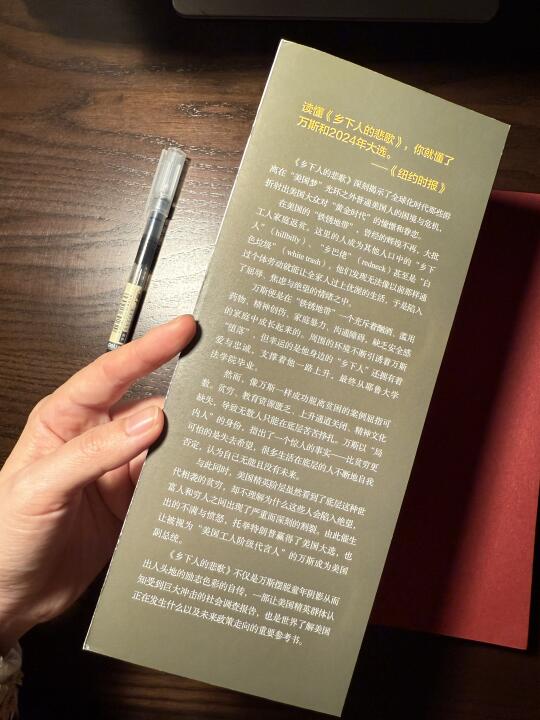 读懂《乡下人的悲歌》，你就懂了
万斯和2024年大选。
——《纽约时报》
《乡下人的悲歌》深刻揭示了全球化时代那些游
离在“美国梦”光环之外普通美国人的困境与危机，
折射出美国大众对“黄金时代”的憧憬和眷恋。
在美国的“铁锈地带”，曾经的辉煌不再，大批
工人家庭返贫。这里的人成为其他人口中的“乡下
人”（hillbilly）、“乡巴佬”（redneck）甚至是“白
色垃圾”（white trash），他们发现无法像以前那样通
过个体劳动就能让全家人过上优渥的生活，于是陷入
了屈辱、焦虑与绝望的情绪之中。
万斯便是在“铁锈地带”一个充斥着酗酒、滥用
药物、精神创伤、家庭暴力、沟通障碍、缺乏安全感
的家庭中成长起来的。周围的环境不断引诱着万斯
“堕落”，但幸运的是他身边的“乡下人”还拥有着
爱与忠诚，支撑着他一路上升，最终从耶鲁大学
法学院毕业。
然而，像万斯一样成功脱离贫困的案例屈指可
数，贫穷、教育资源匮乏、上升通道关闭、精神文化
缺失，导致无数人只能在底层苦苦挣扎。万斯以“局
内人”的身份，指出了一个惊人的事实——比贫穷更
可怕的是失去希望，很多生活在底层的人不断地自我
否定，认为自己无能且没有未来。
与此同时，美国精英阶层虽然看到了底层这种世
代相袭的贫穷，却不理解为什么这些人会陷入绝望。
富人和穷人之间出现了严重而深刻的割裂。由此催生
出的不满与愤怒，托举特朗普赢得了美国大选，也
让被视为“美国工人阶级代言人”的万斯成为美国
副总统。
《乡下人的悲歌》不仅是万斯摆脱童年阴影从而
出人头地的励志色彩的自传，一部让美国精英群体认
知受到巨大冲击的社会调查报告，也是世界了解美国
正在发生什么以及未来政策走向的重要参考书。